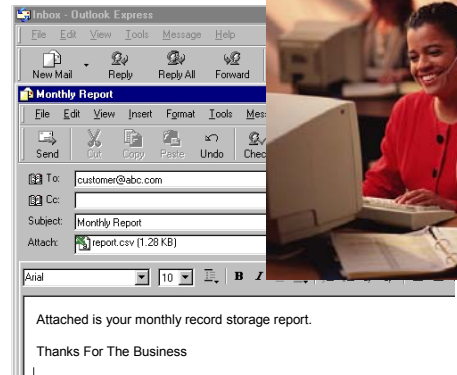 Inbox - Outlook Express
File Edit View Tools Message Help
New Mail Reply Reply All Forward
Monthly Report
File Edit View Insert Format Tools
Send Cut Copy Paste Undo
To: customer@abc.com
Cc:
Subject: Monthly Report
Attach: report.csv (1.28 KB)
Arial 10 B I
Attached is your monthly record storage report.
Thanks For The Business